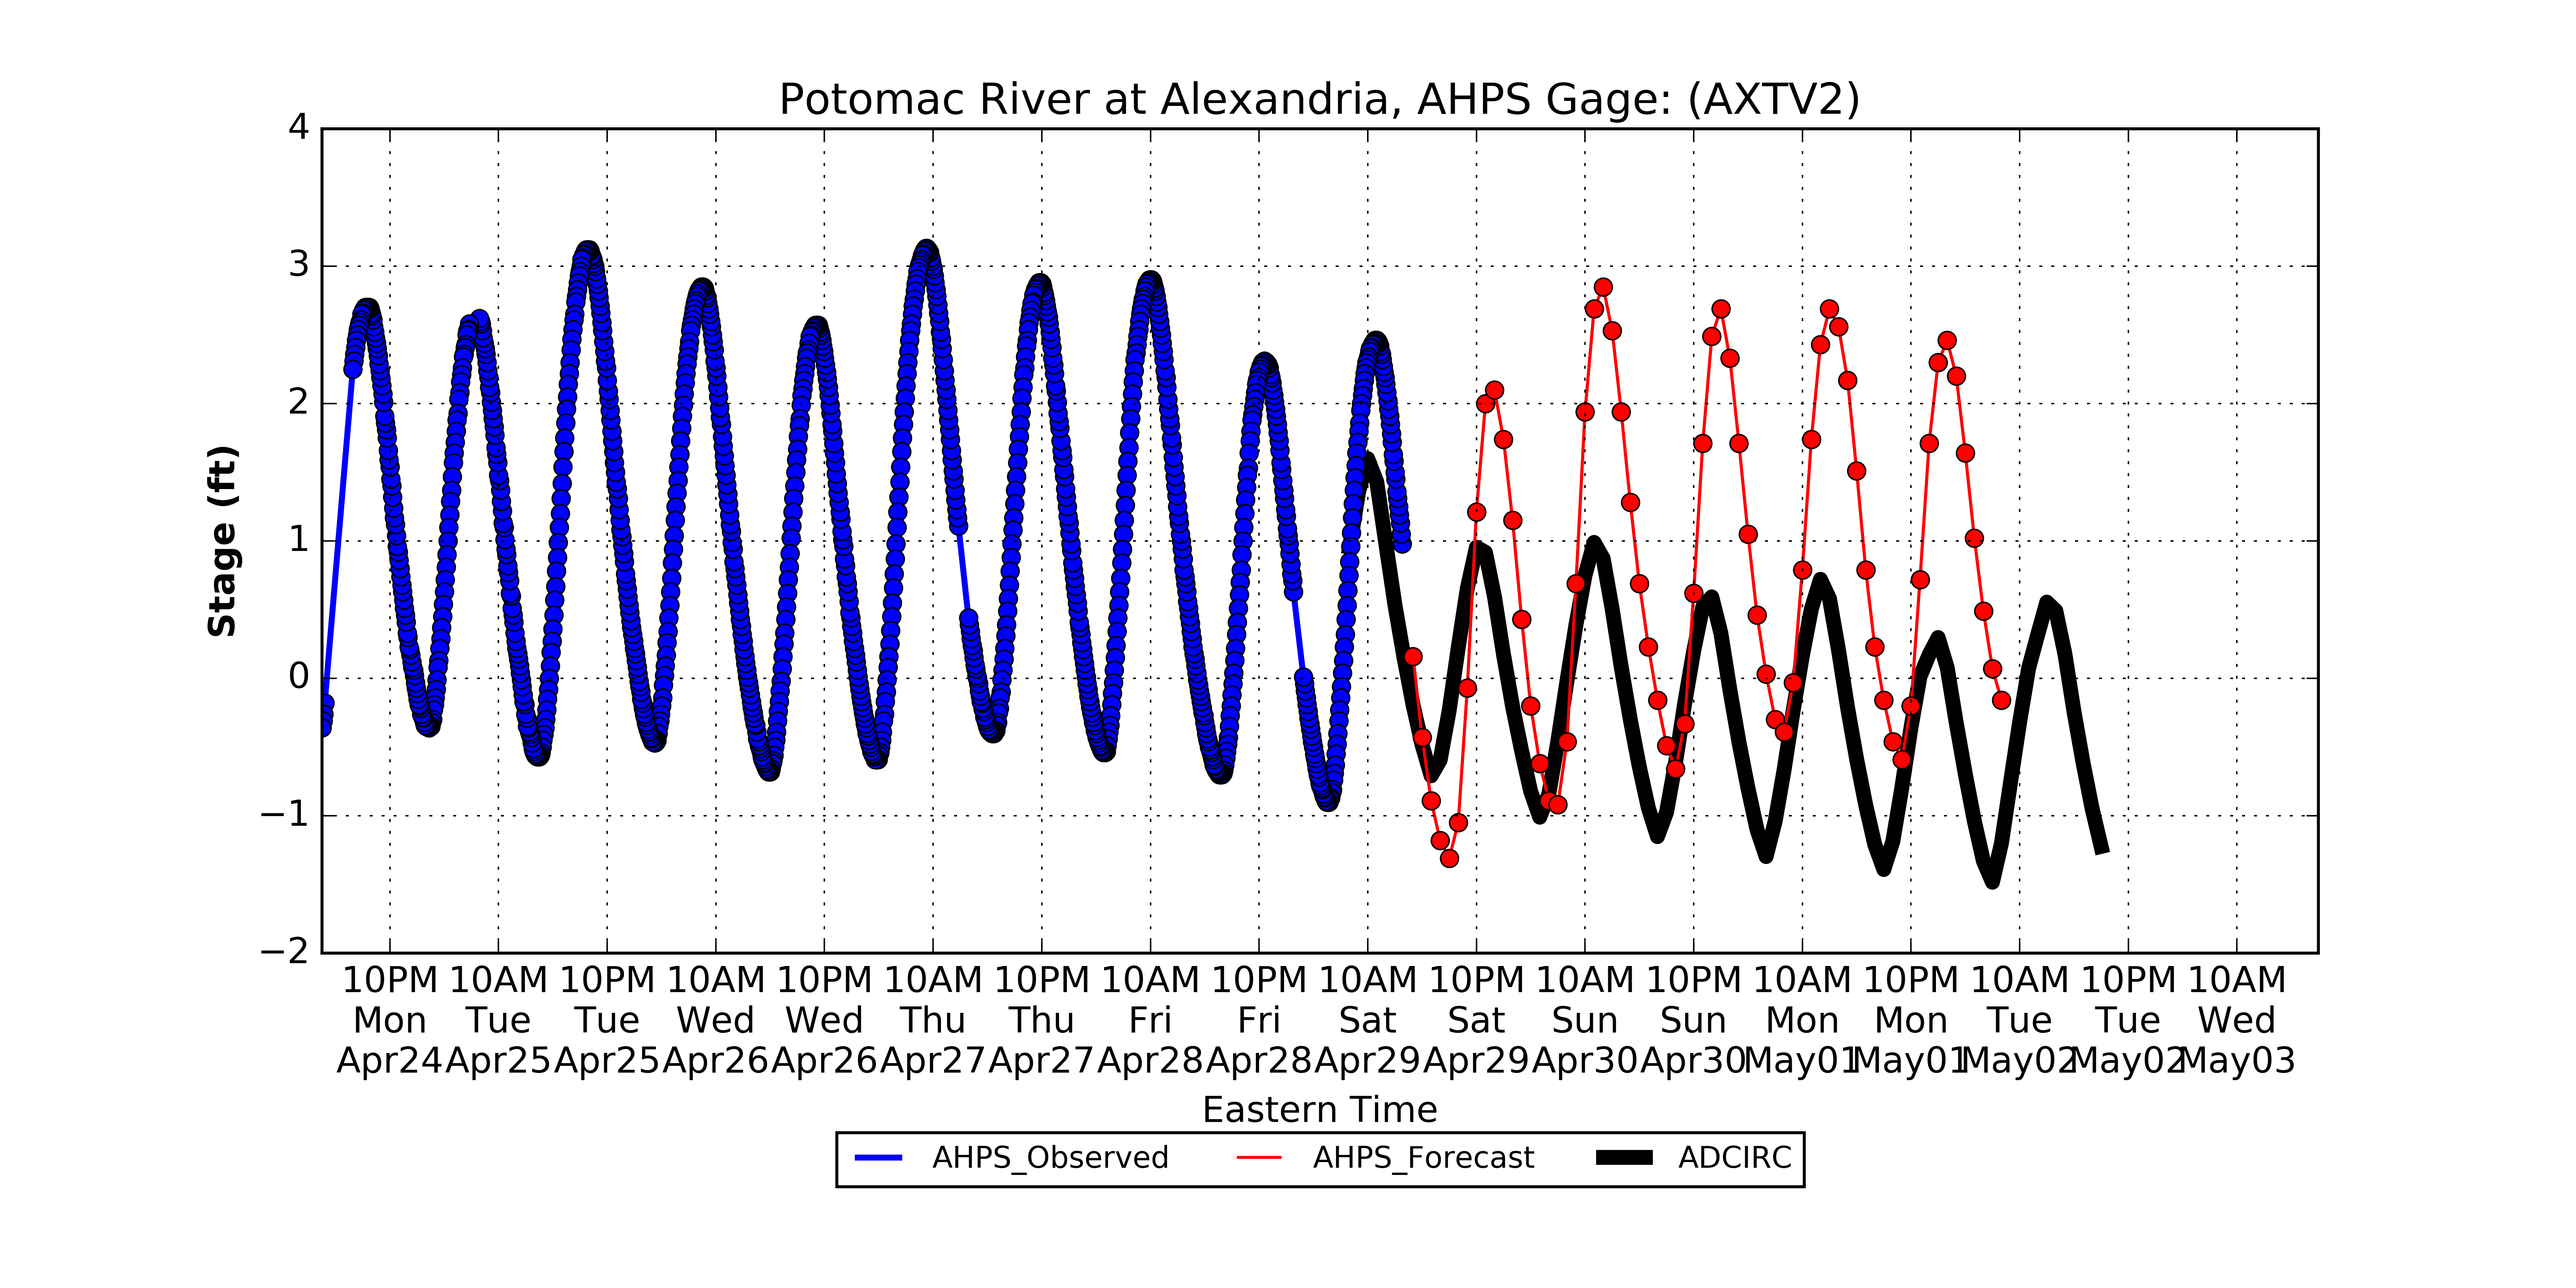 Potomac River at Alexandria, AHPS Gage: (AXTV2)
4
3
2
1
0
−1
−2
Stage (ft)
10PM 10AM 10PM 10AM 10PM 10AM 10PM 10AM 10PM 10AM 10PM 10AM 10PM 10AM 10PM 10AM 10PM 10AM
Mon Tue Tue Wed Wed Thu Thu Fri Fri Sat Sat Sun Sun Mon Mon Tue Tue Wed
Apr24 Apr25 Apr25 Apr26 Apr26 Apr27 Apr27 Apr28 Apr28 Apr29 Apr29 Apr30 Apr30 May01 May01 May02 May02 May03
Eastern Time
AHPS_Observed AHPS_Forecast ADCIRC